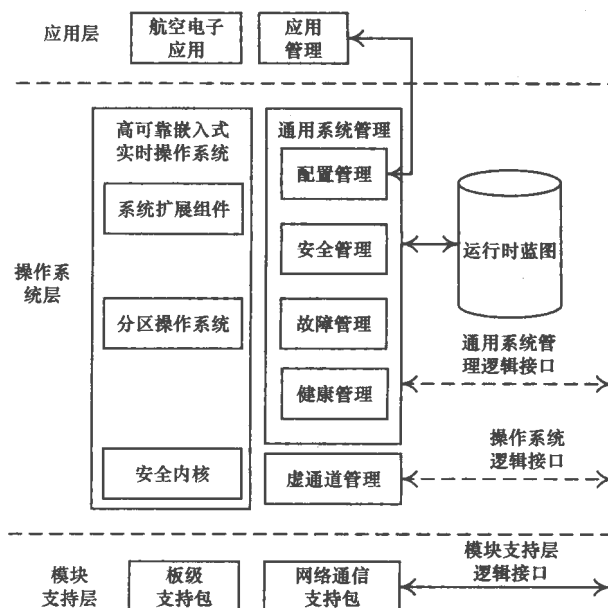 应用层
航空电子
应用
应用
管理
高可靠嵌入式
实时操作系统
系统扩展组件
分区操作系统
安全内核
通用系统管理
配置管理
安全管理
故障管理
健康管理
虚通道管理
运行时蓝图
操作系
统层
通用系统管
理逻辑接口
操作系统
逻辑接口
模块
支持层
板级
支持包
网络通信
支持包
模块支持层
逻辑接口